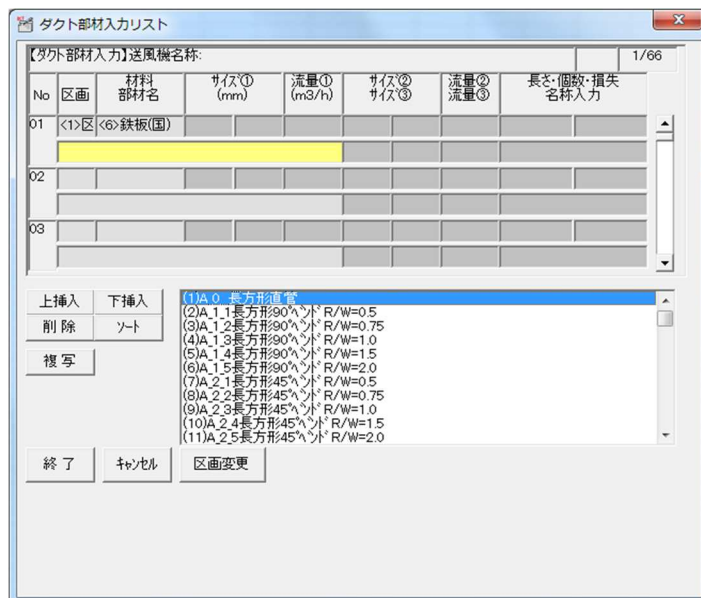 ダクト部材入力リスト
【ダクト部材入力】送風機名称: 1/66
No 区画 材料 部材名 サイズ① (mm) 流量① (m3/h) サイズ② サイズ③ 流量② 流量③ 長さ・個数・損失 名称入力
01 <1>区 <6>鉄板(国)
02
03
上挿入 下挿入
削除 ソート
複写
(1)A_0 長方形直管
(2)A_1_1長方形90°ベンド R/W=0.5
(3)A_1_2長方形90°ベンド R/W=0.75
(4)A_1_3長方形90°ベンド R/W=1.0
(5)A_1_4長方形90°ベンド R/W=1.5
(6)A_1_5長方形90°ベンド R/W=2.0
(7)A_2_1長方形45°ベンド R/W=0.5
(8)A_2_2長方形45°ベンド R/W=0.75
(9)A_2_3長方形45°ベンド R/W=1.0
(10)A_2_4長方形45°ベンド R/W=1.5
(11)A_2_5長方形45°ベンド R/W=2.0
終了 キャンセル 区画変更